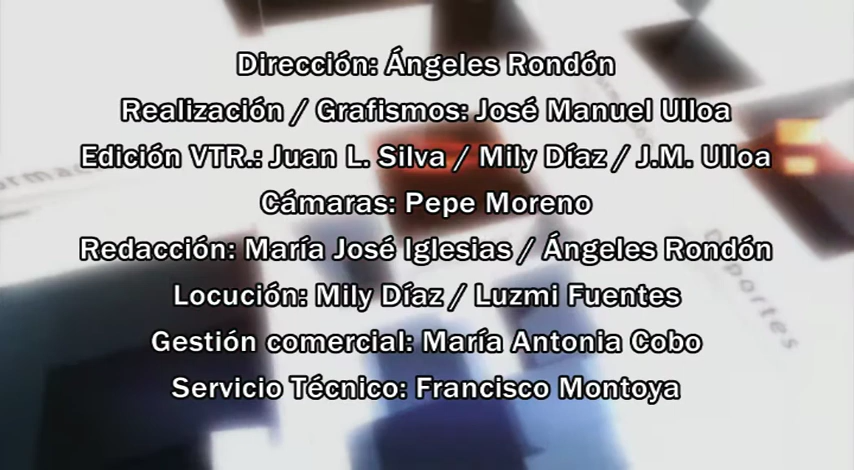 Dirección: Ángeles Rondón
Realización / Grafismos: José Manuel Ulloa
Edición VTR.: Juan L. Silva / Mily Díaz / J.M. Ulloa
Cámaras: Pepe Moreno
Redacción: María José Iglesias / Ángeles Rondón
Locución: Mily Díaz / Luzmi Fuentes
Gestión comercial: María Antonia Cobo
Servicio Técnico: Francisco Montoya
Deportes